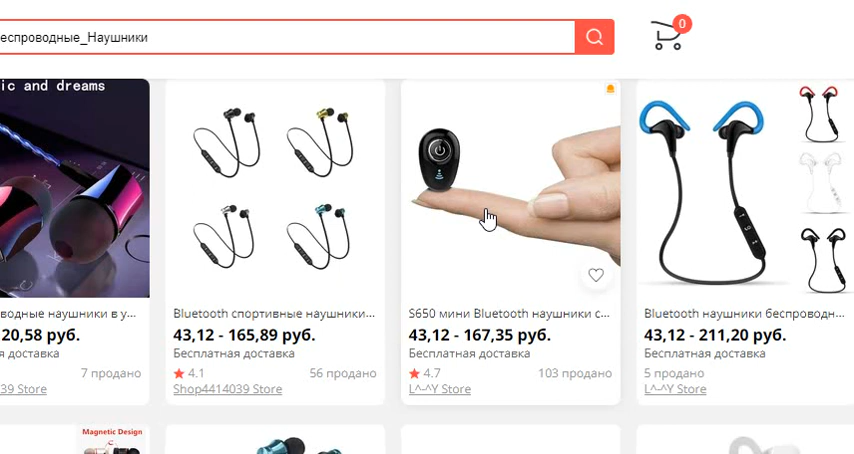 еспроводные_Наушники
0
ic and dreams
водные наушники в у...
20,58 руб.
я доставка
7 продано
39 Store
Bluetooth спортивные наушники...
43,12 - 165,89 руб.
Бесплатная доставка
4.1
56 продано
Shop4414039 Store
S650 мини Bluetooth наушники с...
43,12 - 167,35 руб.
Бесплатная доставка
4.7
103 продано
L^-^Y Store
Bluetooth наушники беспроводн...
43,12 - 211,20 руб.
Бесплатная доставка
5 продано
L^-^Y Store
Magnetic Design